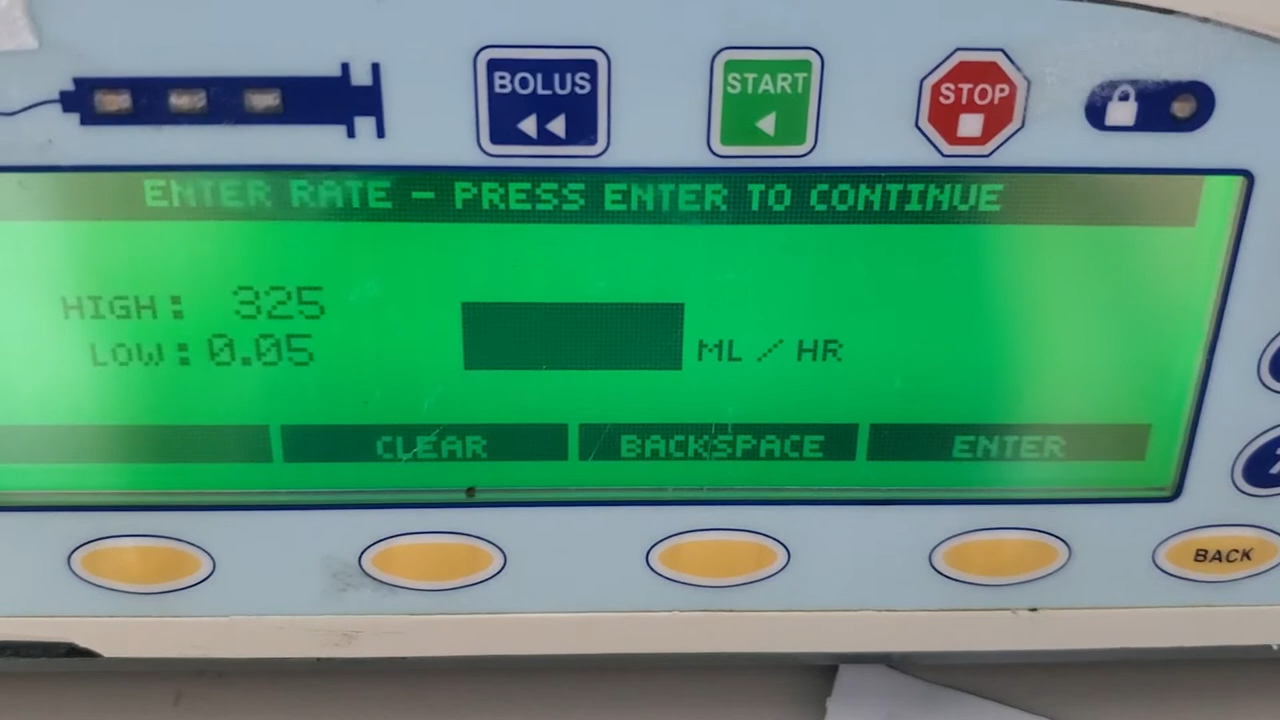 BOLUS
START
STOP
ENTER RATE - PRESS ENTER TO CONTINUE
HIGH: 325
LOW: 0.05
ML / HR
CLEAR
BACKSPACE
ENTER
BACK